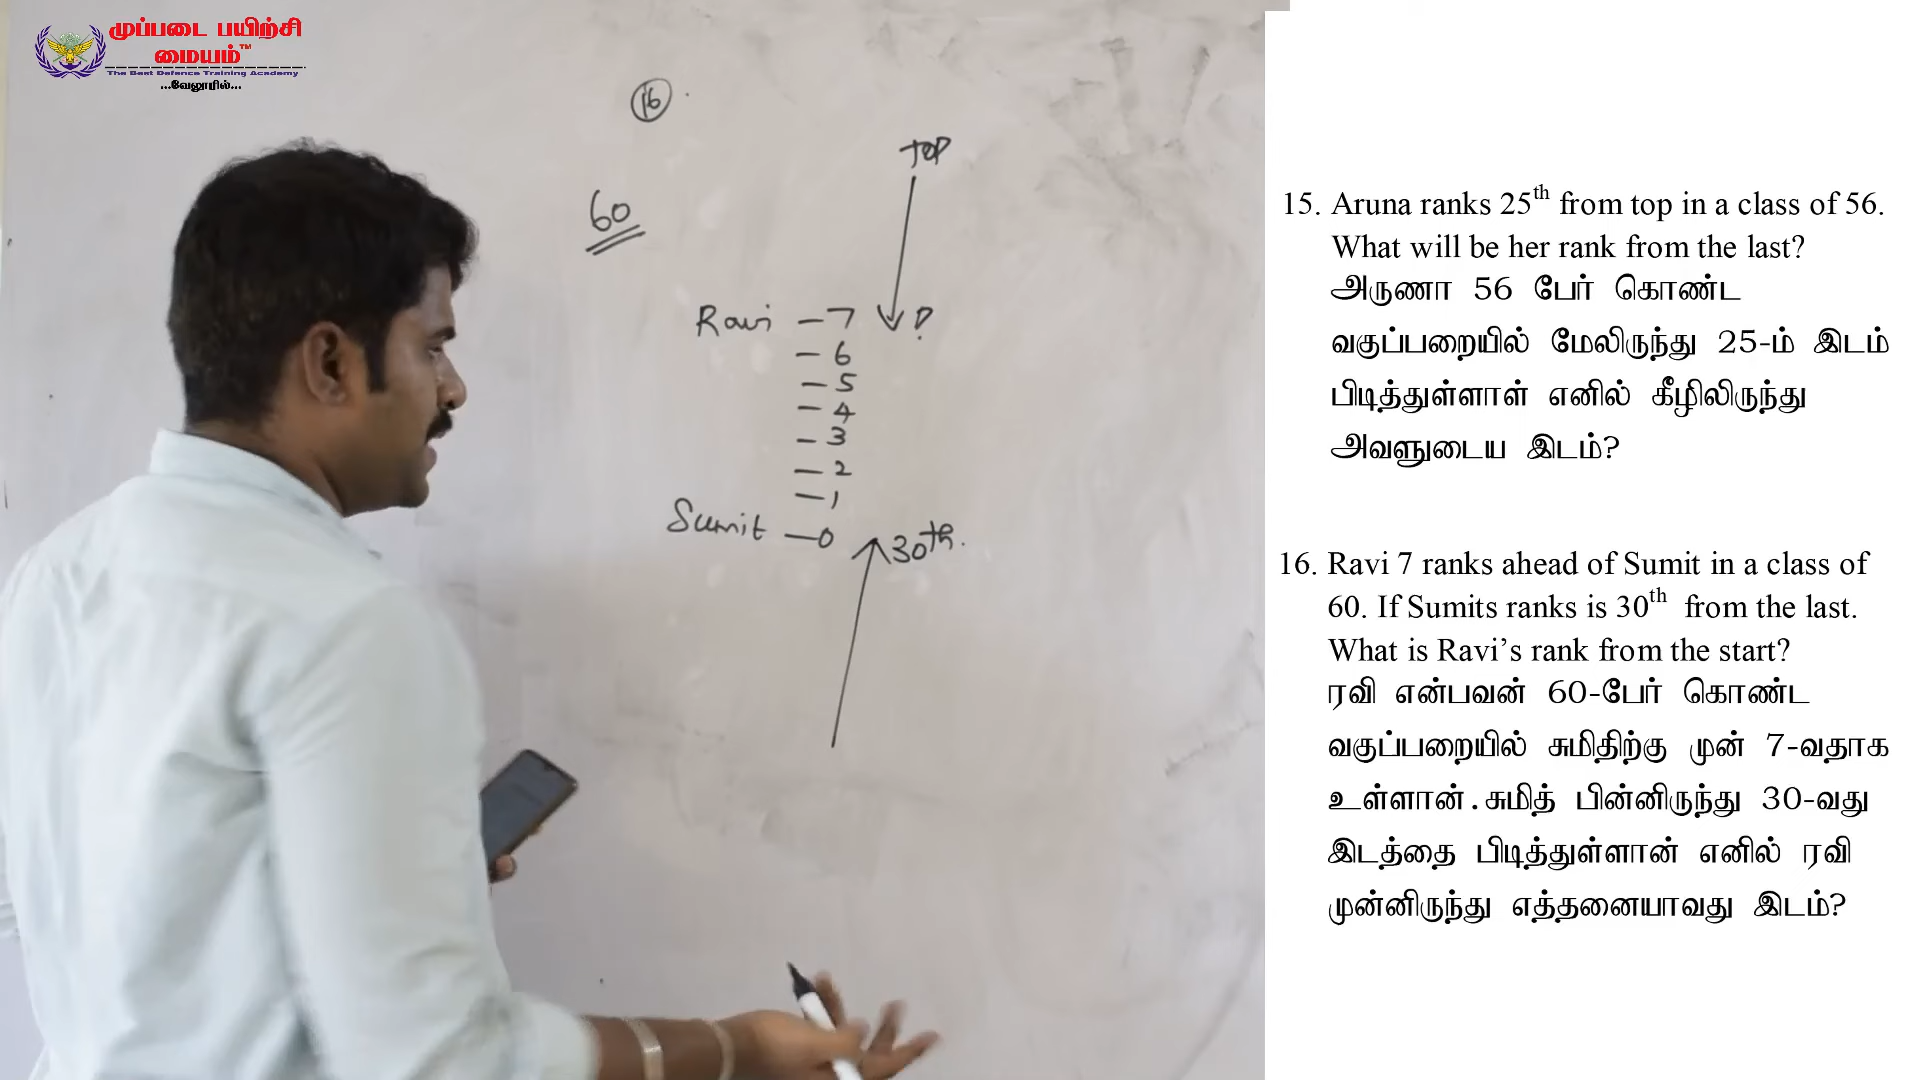 முப்படை பயிற்சி
மையம்™
The Best Defence Training Academy
...வேலூரில்...
16
TOP
60
Ravi – 7 ?
– 6
– 5
– 4
– 3
– 2
– 1
Sumit – 0 30th.
15. Aruna ranks 25th from top in a class of 56.
What will be her rank from the last?
அருணா 56 பேர் கொண்ட
வகுப்பறையில் மேலிருந்து 25-ம் இடம்
பிடித்துள்ளாள் எனில் கீழிலிருந்து
அவளுடைய இடம்?
16. Ravi 7 ranks ahead of Sumit in a class of
60. If Sumits ranks is 30th from the last.
What is Ravi’s rank from the start?
ரவி என்பவன் 60-பேர் கொண்ட
வகுப்பறையில் சுமிதிற்கு முன் 7-வதாக
உள்ளான்.சுமித் பின்னிருந்து 30-வது
இடத்தை பிடித்துள்ளான் எனில் ரவி
முன்னிருந்து எத்தனையாவது இடம்?